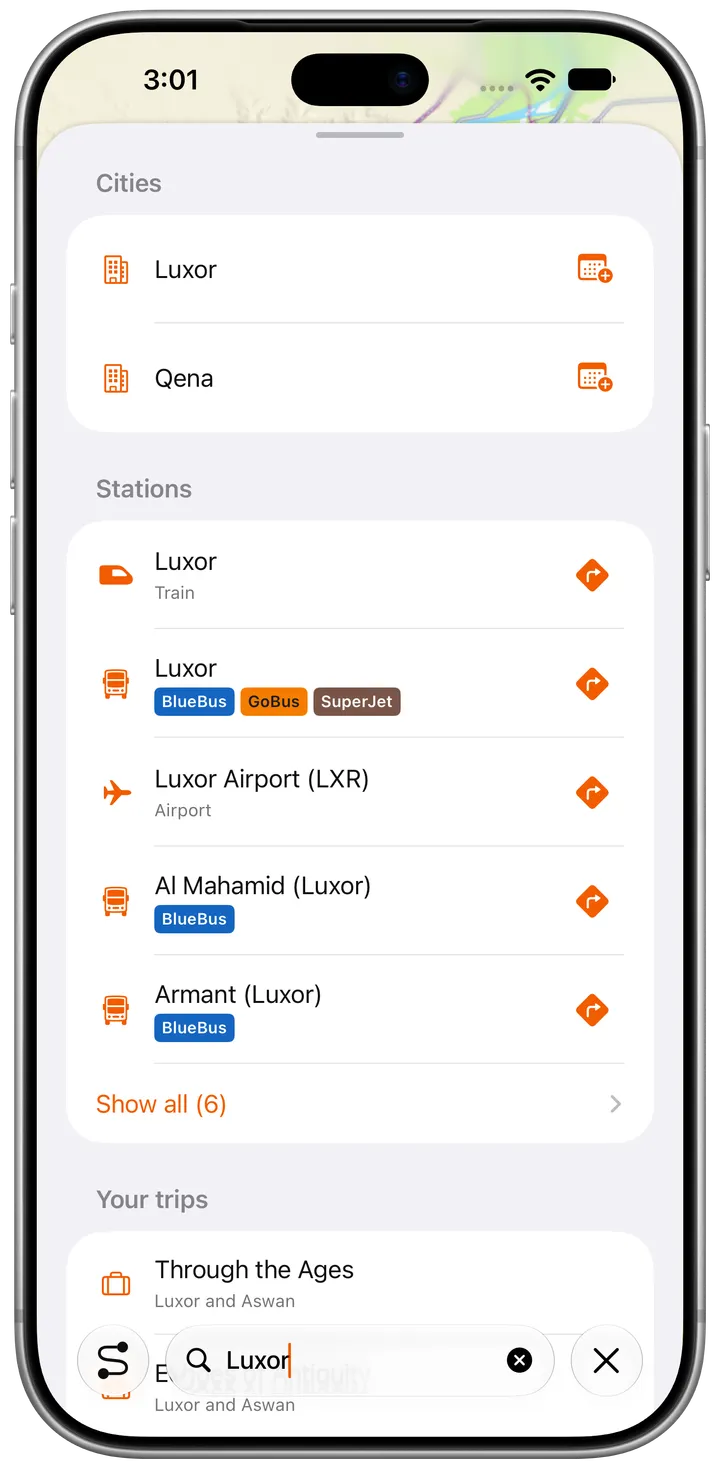 3:01
Cities
Luxor
Qena
Stations
Luxor
Train
Luxor
BlueBus GoBus SuperJet
Luxor Airport (LXR)
Airport
Al Mahamid (Luxor)
BlueBus
Armant (Luxor)
BlueBus
Show all (6)
Your trips
Through the Ages
Luxor and Aswan
Luxor
Luxor and Aswan